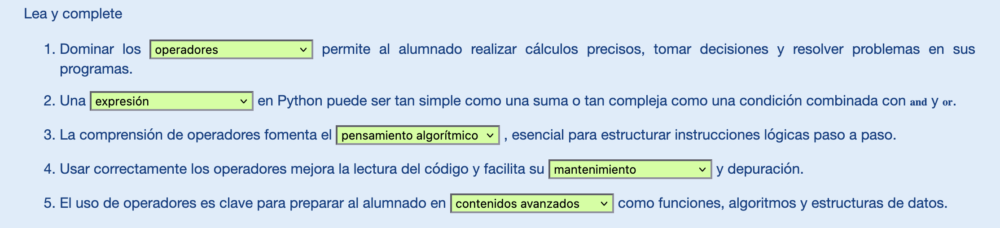 Lea y complete
1. Dominar los operadores permite al alumnado realizar cálculos precisos, tomar decisiones y resolver problemas en sus
programas.
2. Una expresión en Python puede ser tan simple como una suma o tan compleja como una condición combinada con and y or.
3. La comprensión de operadores fomenta el pensamiento algorítmico , esencial para estructurar instrucciones lógicas paso a paso.
4. Usar correctamente los operadores mejora la lectura del código y facilita su mantenimiento y depuración.
5. El uso de operadores es clave para preparar al alumnado en contenidos avanzados como funciones, algoritmos y estructuras de datos.